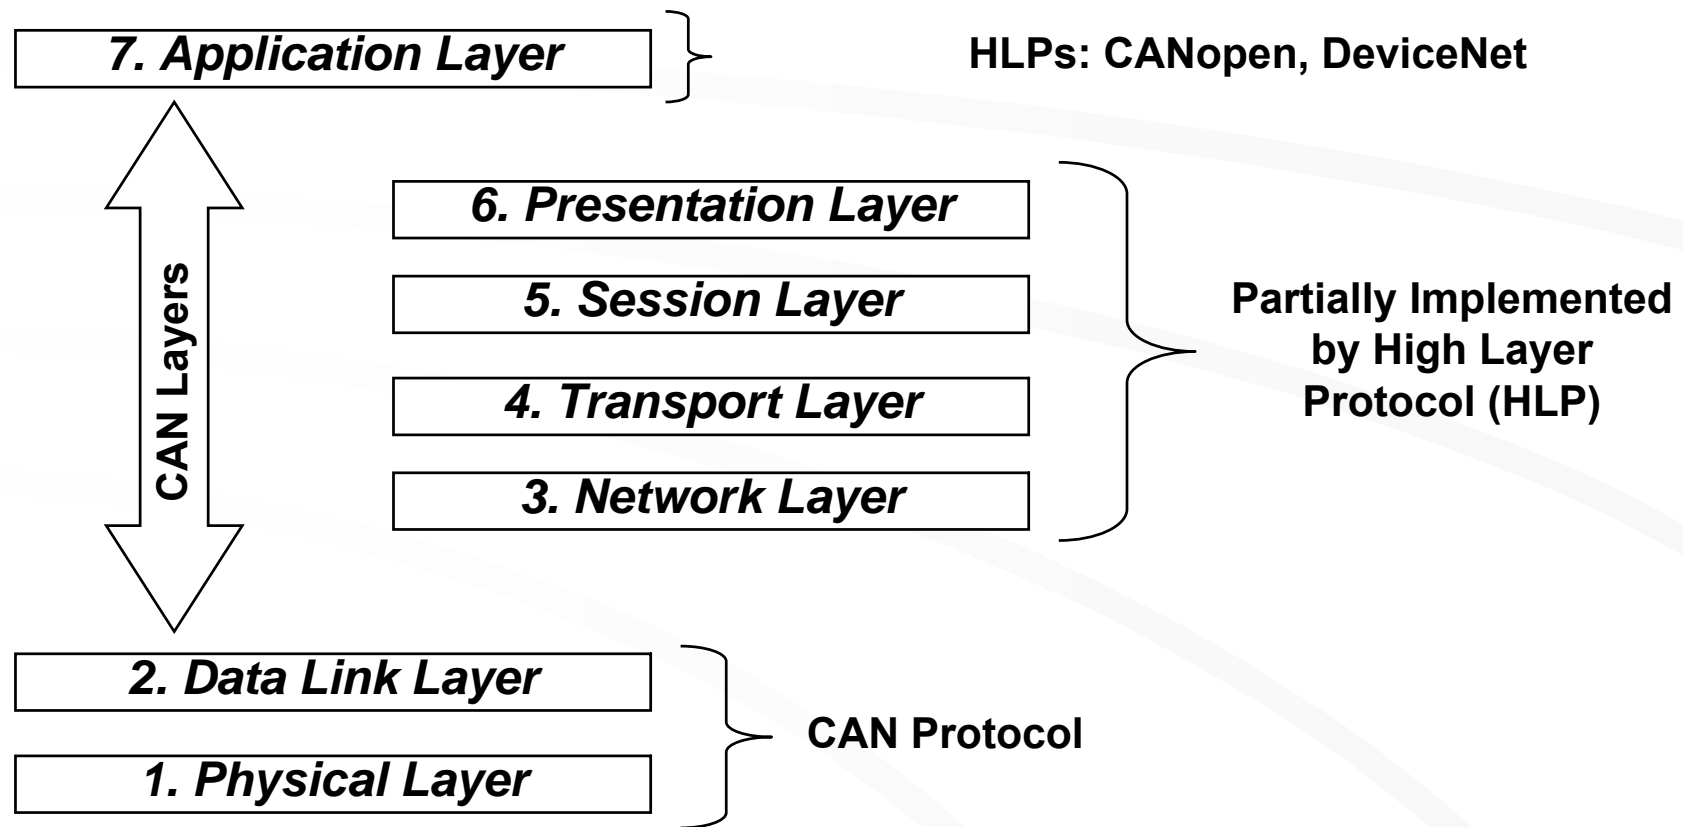 7. Application Layer
HLPs: CANopen, DeviceNet
6. Presentation Layer
5. Session Layer
4. Transport Layer
3. Network Layer
CAN Layers
Partially Implemented
by High Layer
Protocol (HLP)
2. Data Link Layer
1. Physical Layer
CAN Protocol